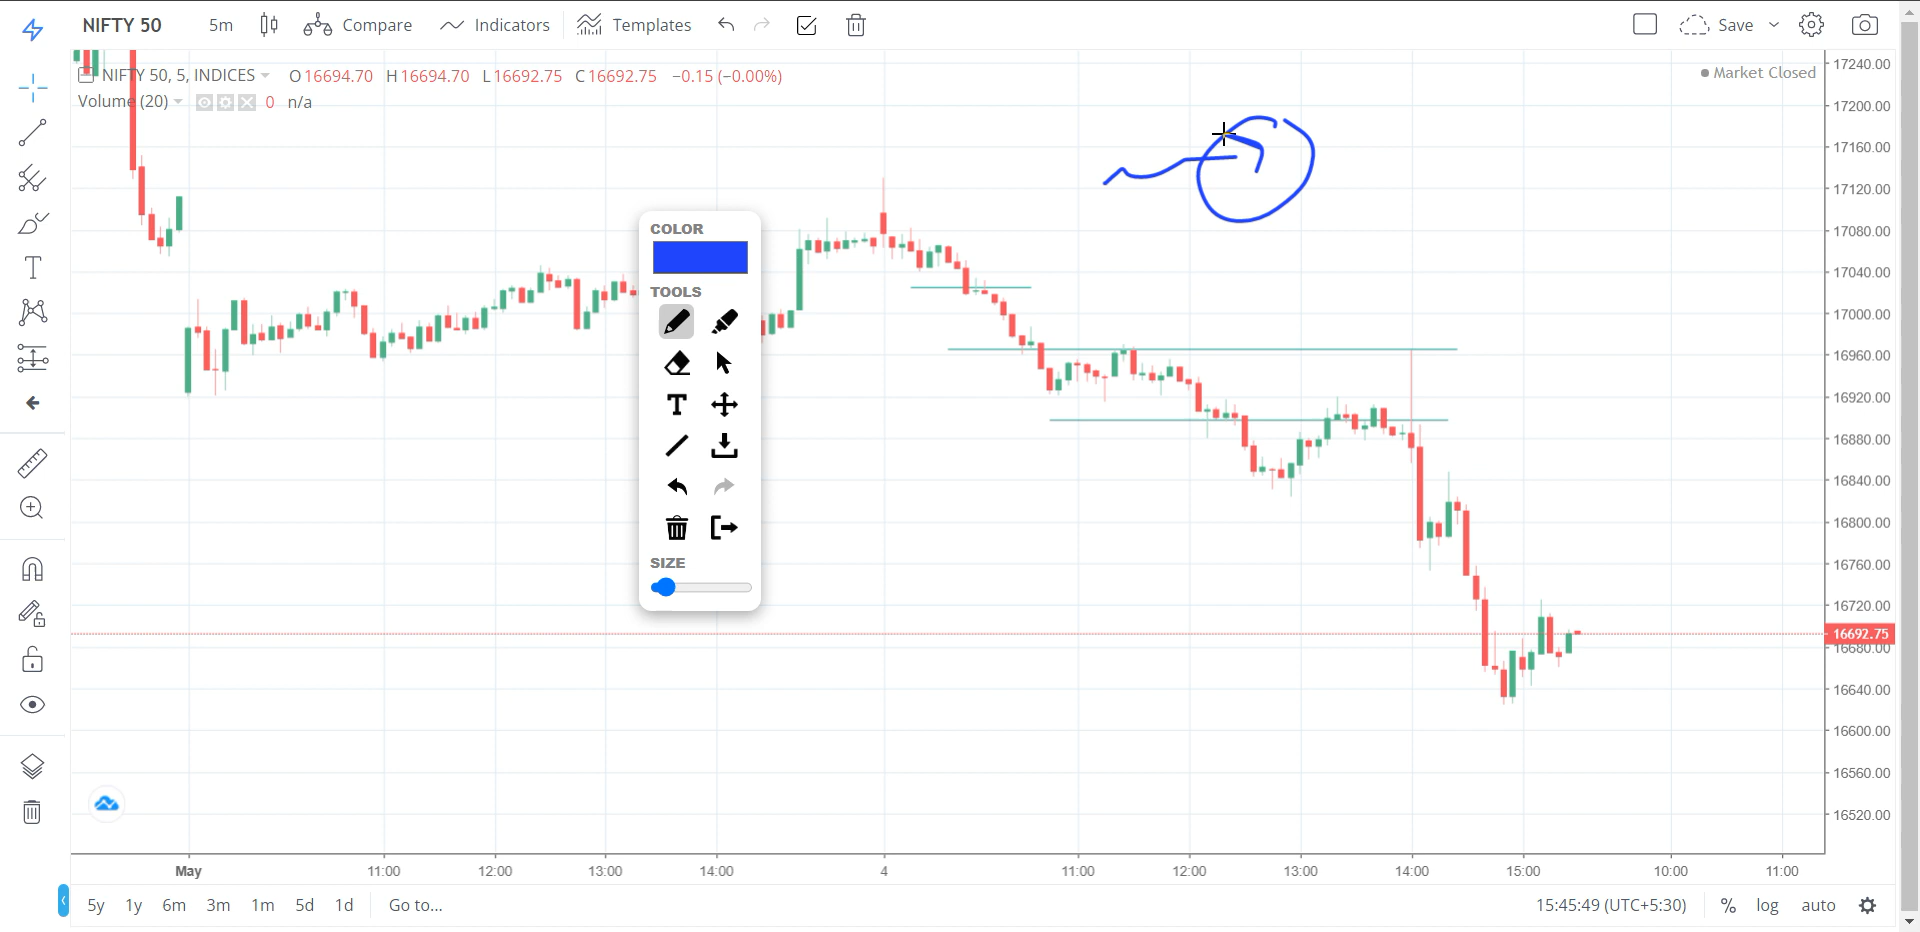 NIFTY 50 5m Compare Indicators Templates Save
NIFTY 50, 5, INDICES O16694.70 H16694.70 L16692.75 C16692.75 −0.15 (−0.00%)
Market Closed
Volume (20) 0 n/a
17240.00
17200.00
17160.00
17120.00
17080.00
17040.00
17000.00
16960.00
16920.00
16880.00
16840.00
16800.00
16760.00
16720.00
16692.75
16680.00
16640.00
16600.00
16560.00
16520.00
COLOR
TOOLS
T
SIZE
May 11:00 12:00 13:00 14:00 4 11:00 12:00 13:00 14:00 15:00 10:00 11:00
5y 1y 6m 3m 1m 5d 1d Go to... 15:45:49 (UTC+5:30) % log auto